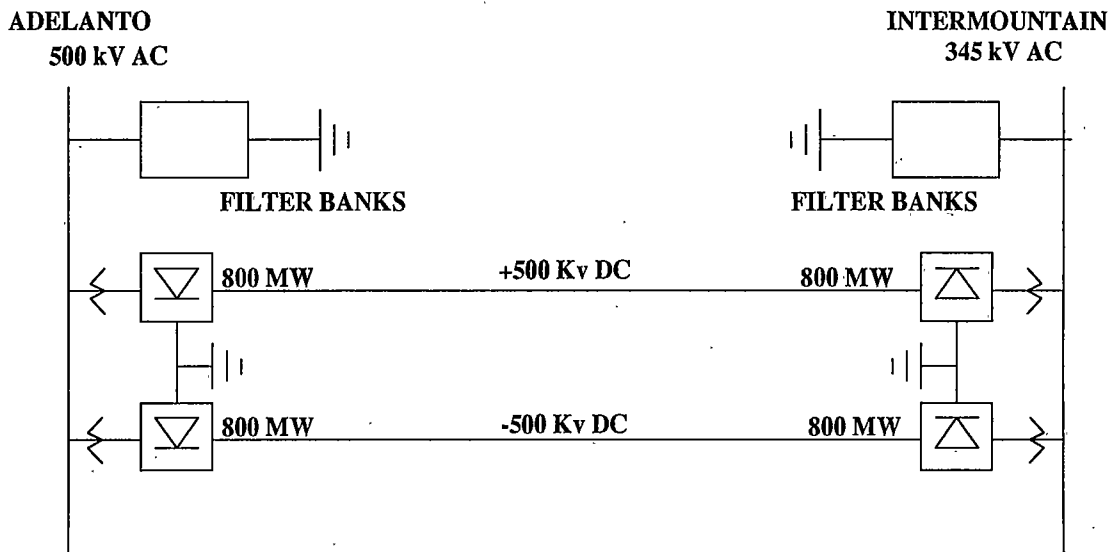 ADELANTO
500 kV AC
INTERMOUNTAIN
345 kV AC
FILTER BANKS
FILTER BANKS
800 MW
+500 Kv DC
800 MW
800 MW
-500 Kv DC
800 MW